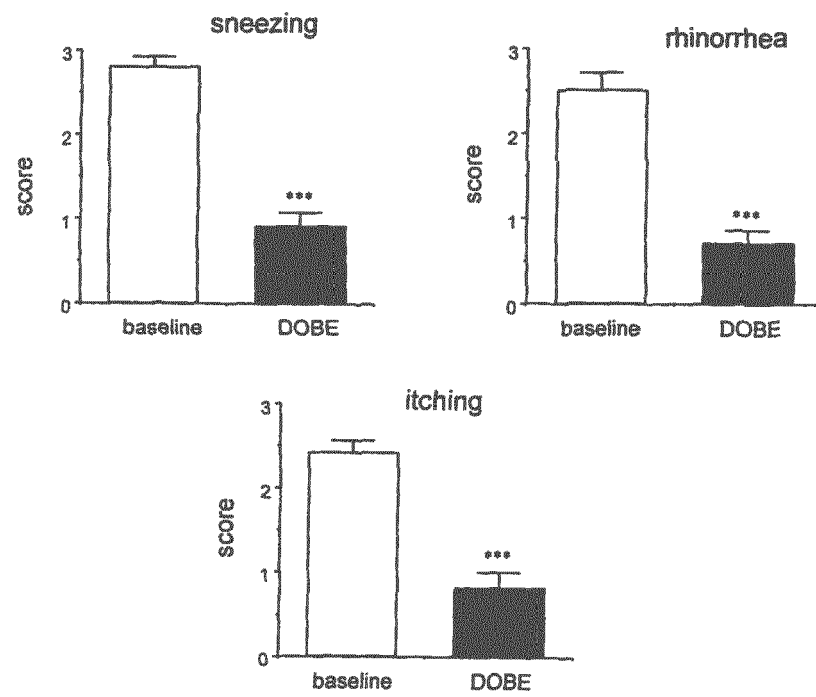 sneezing
3
2
1
0
score
***
baseline DOBE
rhinorrhea
3
2
1
0
score
***
baseline DOBE
itching
3
2
1
0
score
***
baseline DOBE